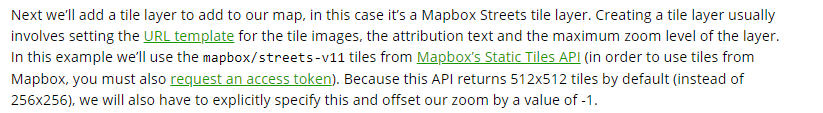 Next we’ll add a tile layer to add to our map, in this case it’s a Mapbox Streets tile layer. Creating a tile layer usually
involves setting the URL template for the tile images, the attribution text and the maximum zoom level of the layer.
In this example we’ll use the mapbox/streets-v11 tiles from Mapbox’s Static Tiles API (in order to use tiles from
Mapbox, you must also request an access token). Because this API returns 512x512 tiles by default (instead of
256x256), we will also have to explicitly specify this and offset our zoom by a value of -1.